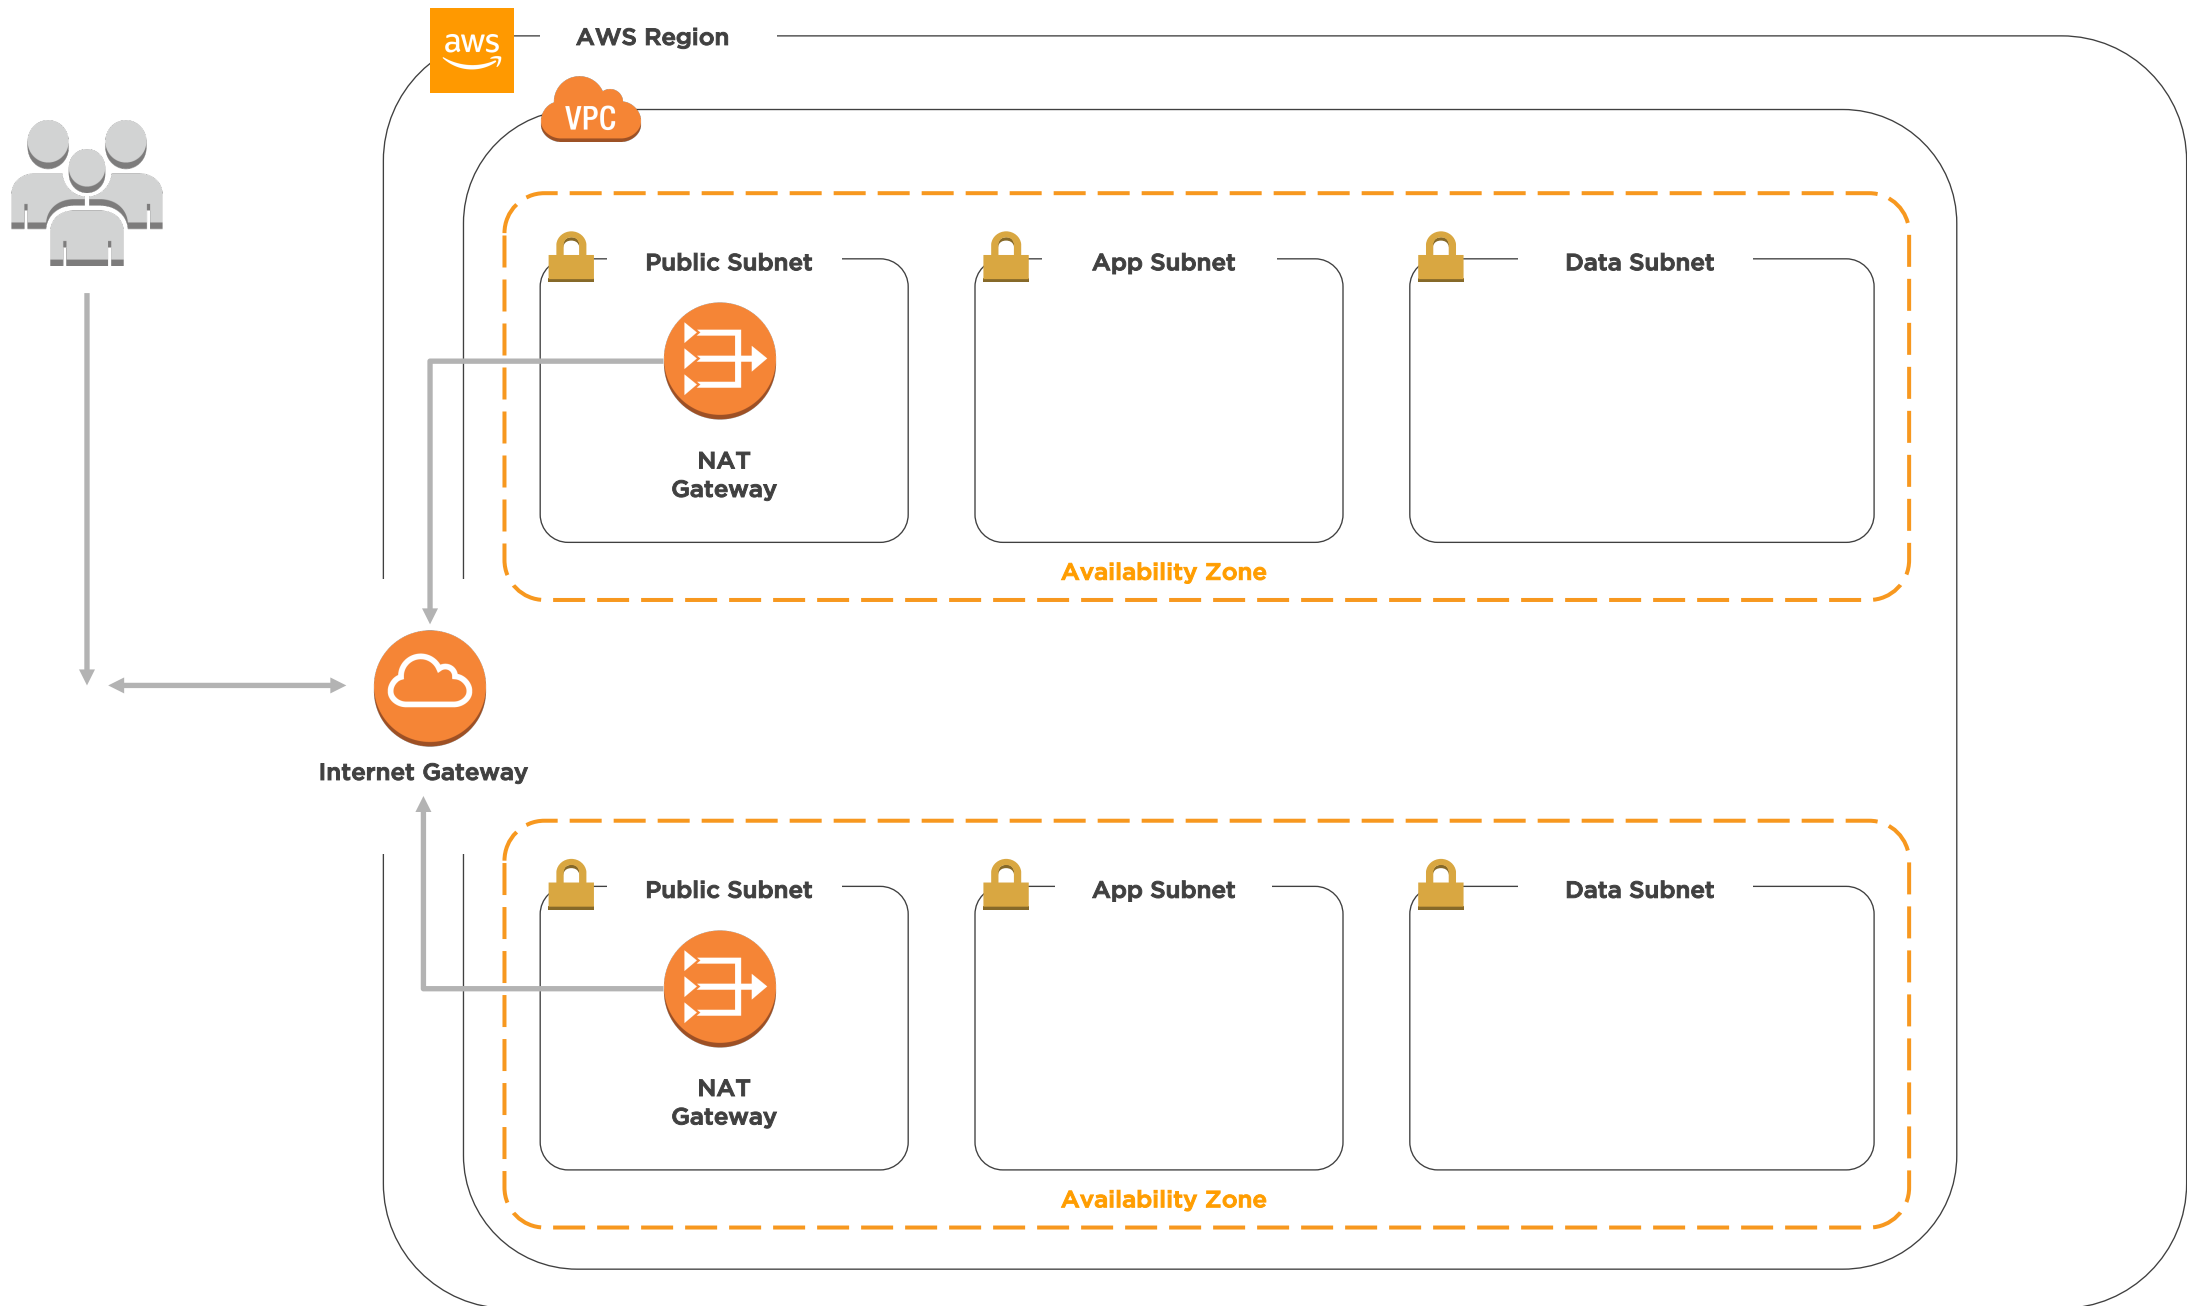 aws
AWS Region
VPC
Public Subnet
App Subnet
Data Subnet
NAT
Gateway
Availability Zone
Internet Gateway
Public Subnet
App Subnet
Data Subnet
NAT
Gateway
Availability Zone